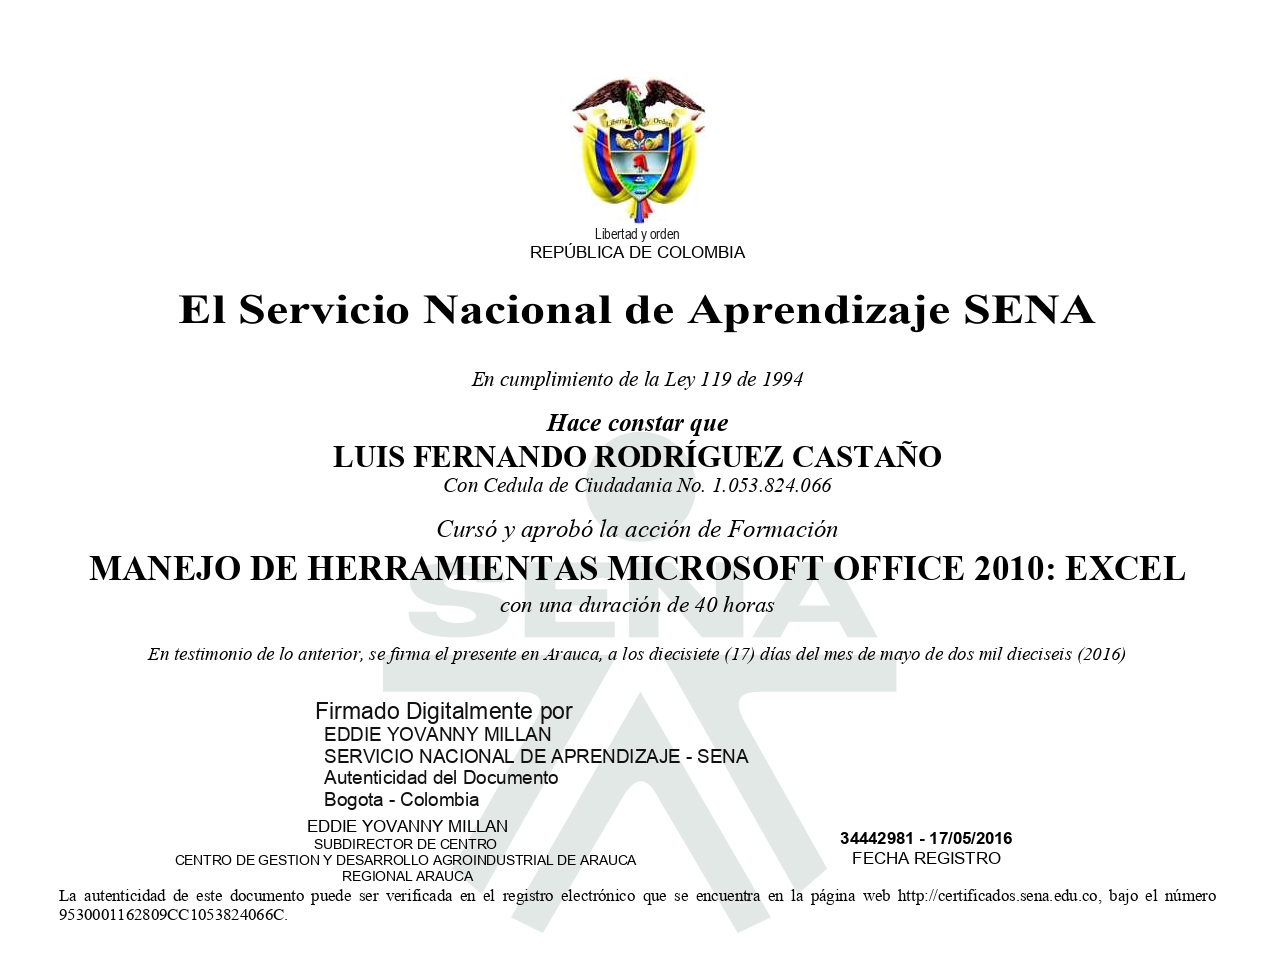 Libertad y Orden
Libertad y orden
REPÚBLICA DE COLOMBIA
El Servicio Nacional de Aprendizaje SENA
En cumplimiento de la Ley 119 de 1994
Hace constar que
LUIS FERNANDO RODRÍGUEZ CASTAÑO
Con Cedula de Ciudadania No. 1.053.824.066
Cursó y aprobó la acción de Formación
MANEJO DE HERRAMIENTAS MICROSOFT OFFICE 2010: EXCEL
SENA
con una duración de 40 horas
En testimonio de lo anterior, se firma el presente en Arauca, a los diecisiete (17) días del mes de mayo de dos mil dieciseis (2016)
Firmado Digitalmente por
EDDIE YOVANNY MILLAN
SERVICIO NACIONAL DE APRENDIZAJE - SENA
Autenticidad del Documento
Bogota - Colombia
EDDIE YOVANNY MILLAN
SUBDIRECTOR DE CENTRO
CENTRO DE GESTION Y DESARROLLO AGROINDUSTRIAL DE ARAUCA
REGIONAL ARAUCA
34442981 - 17/05/2016
FECHA REGISTRO
La autenticidad de este documento puede ser verificada en el registro electrónico que se encuentra en la página web http://certificados.sena.edu.co, bajo el número
9530001162809CC1053824066C.